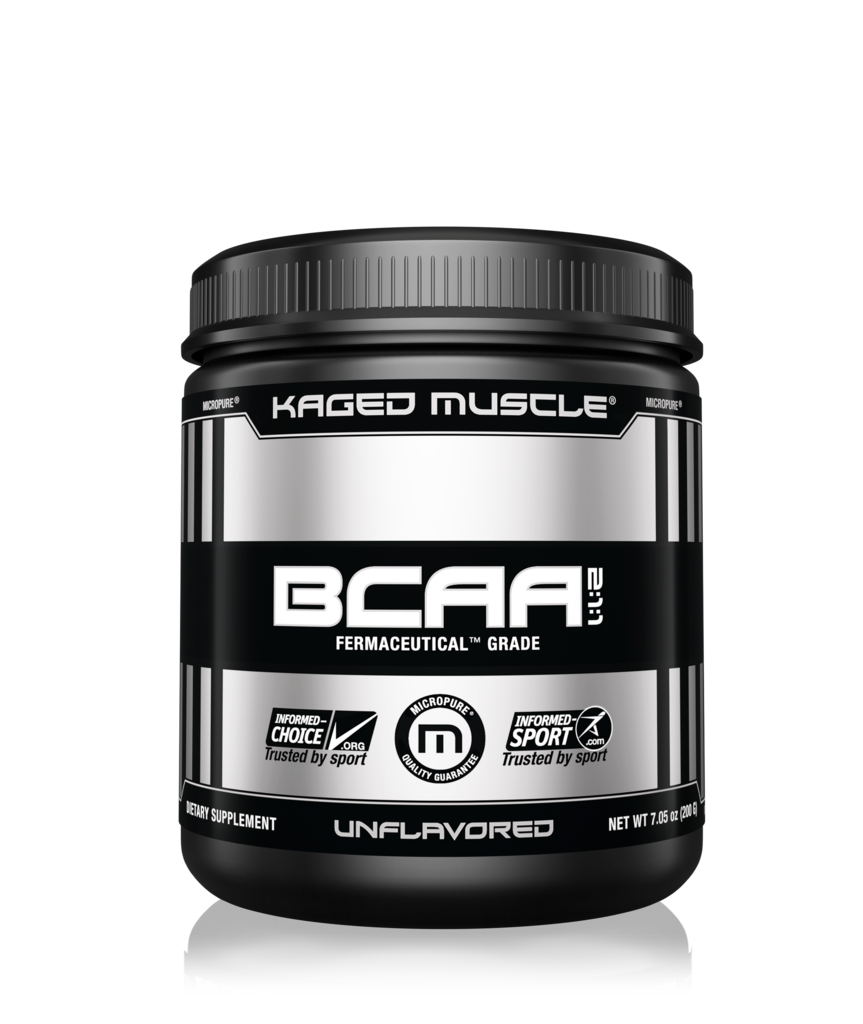 MICROPURE®
KAGED MUSCLE®
MICROPURE®
BCAA 2:1:1
FERMACEUTICAL™ GRADE
INFORMED-
CHOICE
.ORG
Trusted by sport
MICROPURE®
m
QUALITY GUARANTEE
INFORMED-
SPORT
.com
Trusted by sport
DIETARY SUPPLEMENT
UNFLAVORED
NET WT 7.05 oz (200 G)